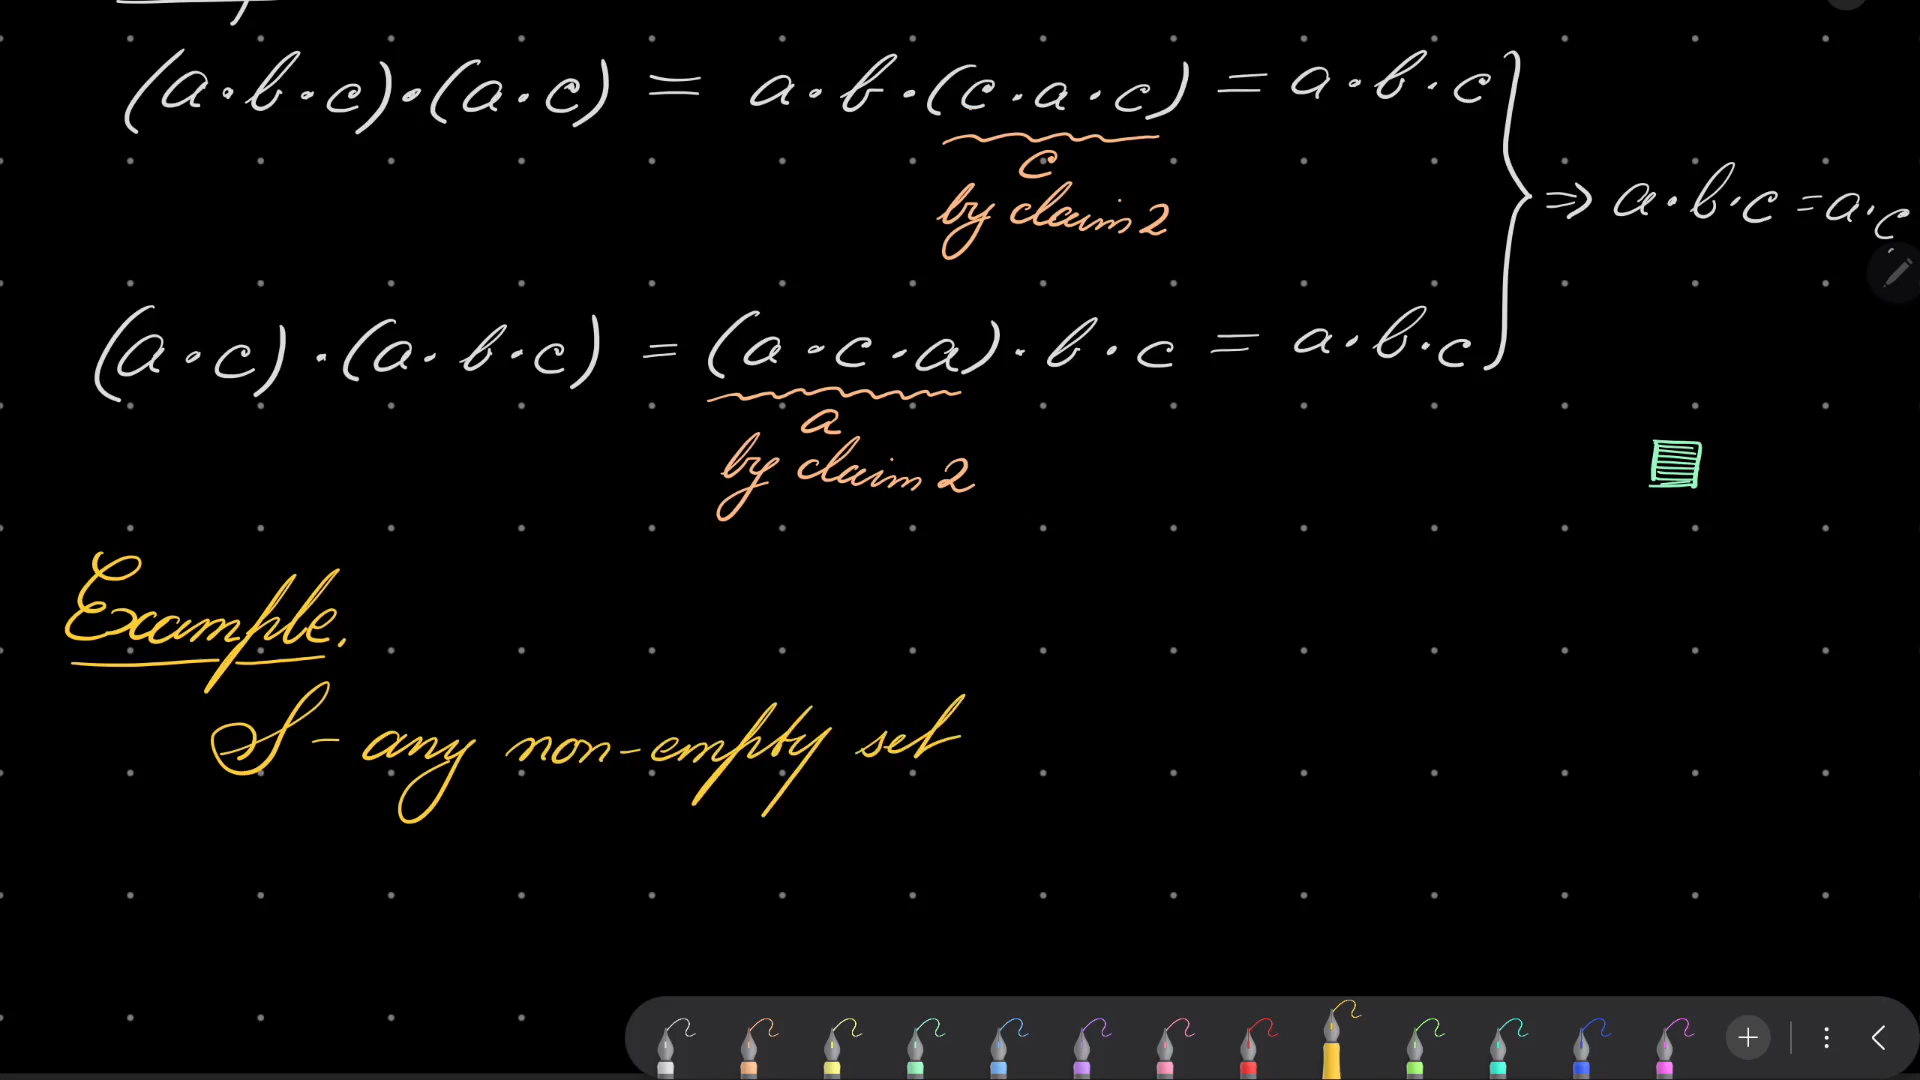 (a·b·c)·(a·c) = a·b·(c·a·c) = a·b·c
c
by claim 2
⇒ a·b·c = a·c
(a·c)·(a·b·c) = (a·c·a)·b·c = a·b·c
a
by claim 2
Example.
S - any non-empty set